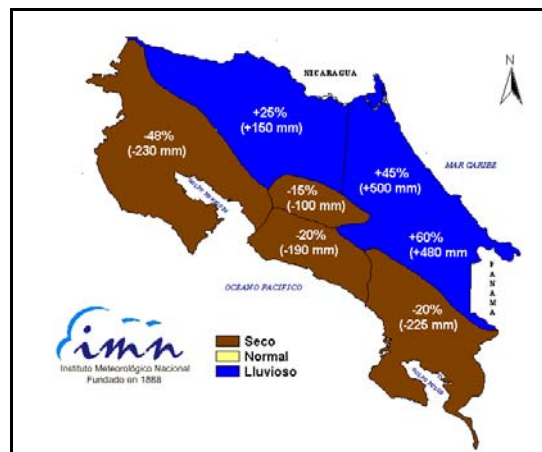 NICARAGUA
N
+25%
(+150 mm)
-48%
(-230 mm)
MAR CARIBE
+45%
(+500 mm)
-15%
(-100 mm)
-20%
(-190 mm)
+60%
(+480 mm
PANAMA
OCEANO PACIFICO
-20%
(-225 mm)
imn
Instituto Meteorológico Nacional
Fundado en 1888
Seco
Normal
Lluvioso